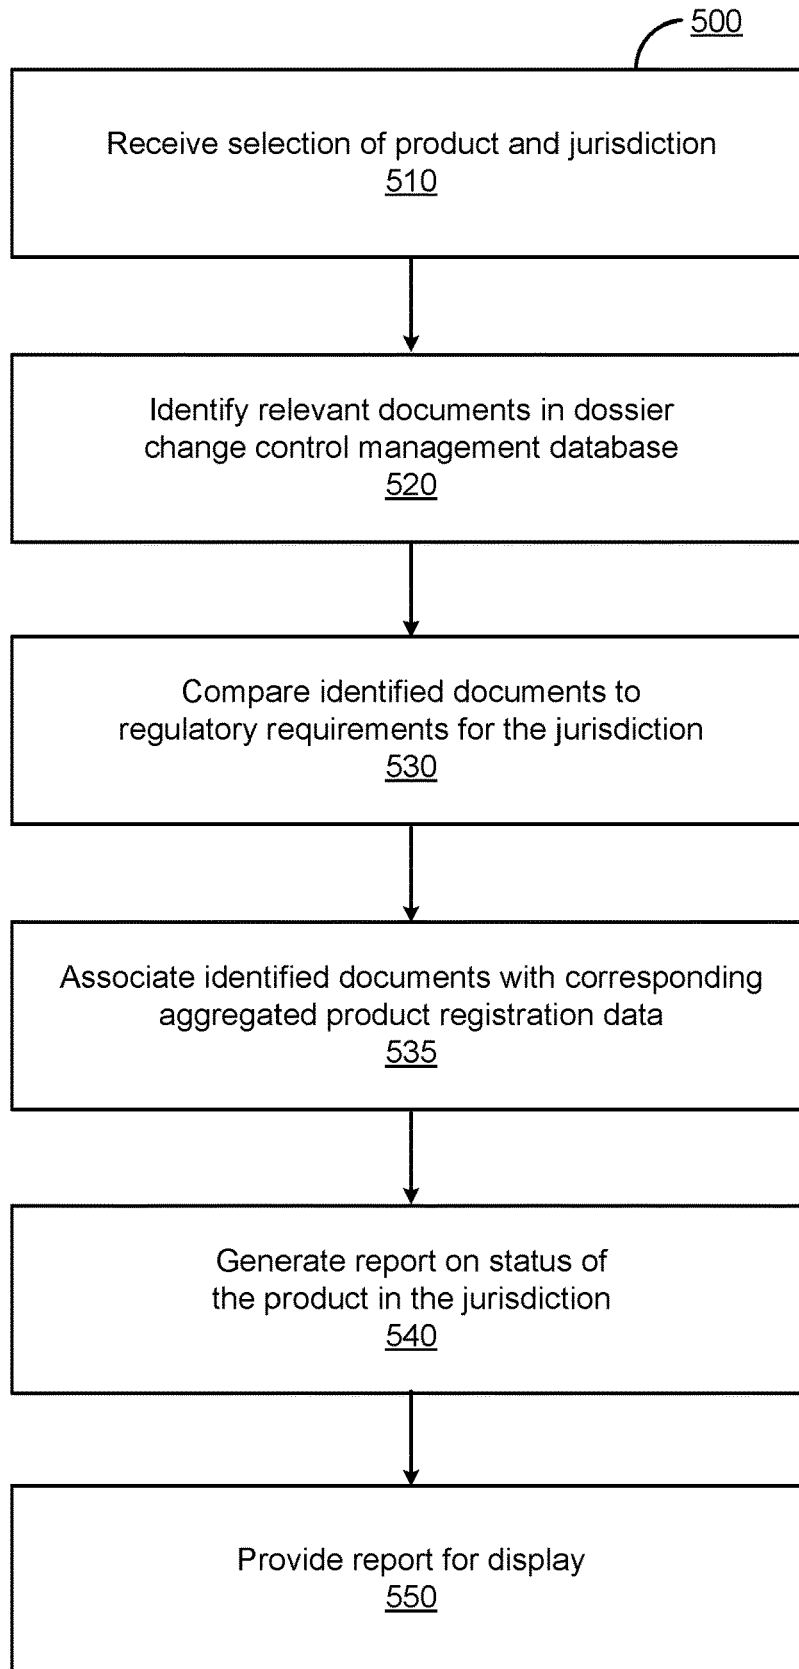 500
Receive selection of product and jurisdiction
510
Identify relevant documents in dossier
change control management database
520
Compare identified documents to
regulatory requirements for the jurisdiction
530
Associate identified documents with corresponding
aggregated product registration data
535
Generate report on status of
the product in the jurisdiction
540
Provide report for display
550